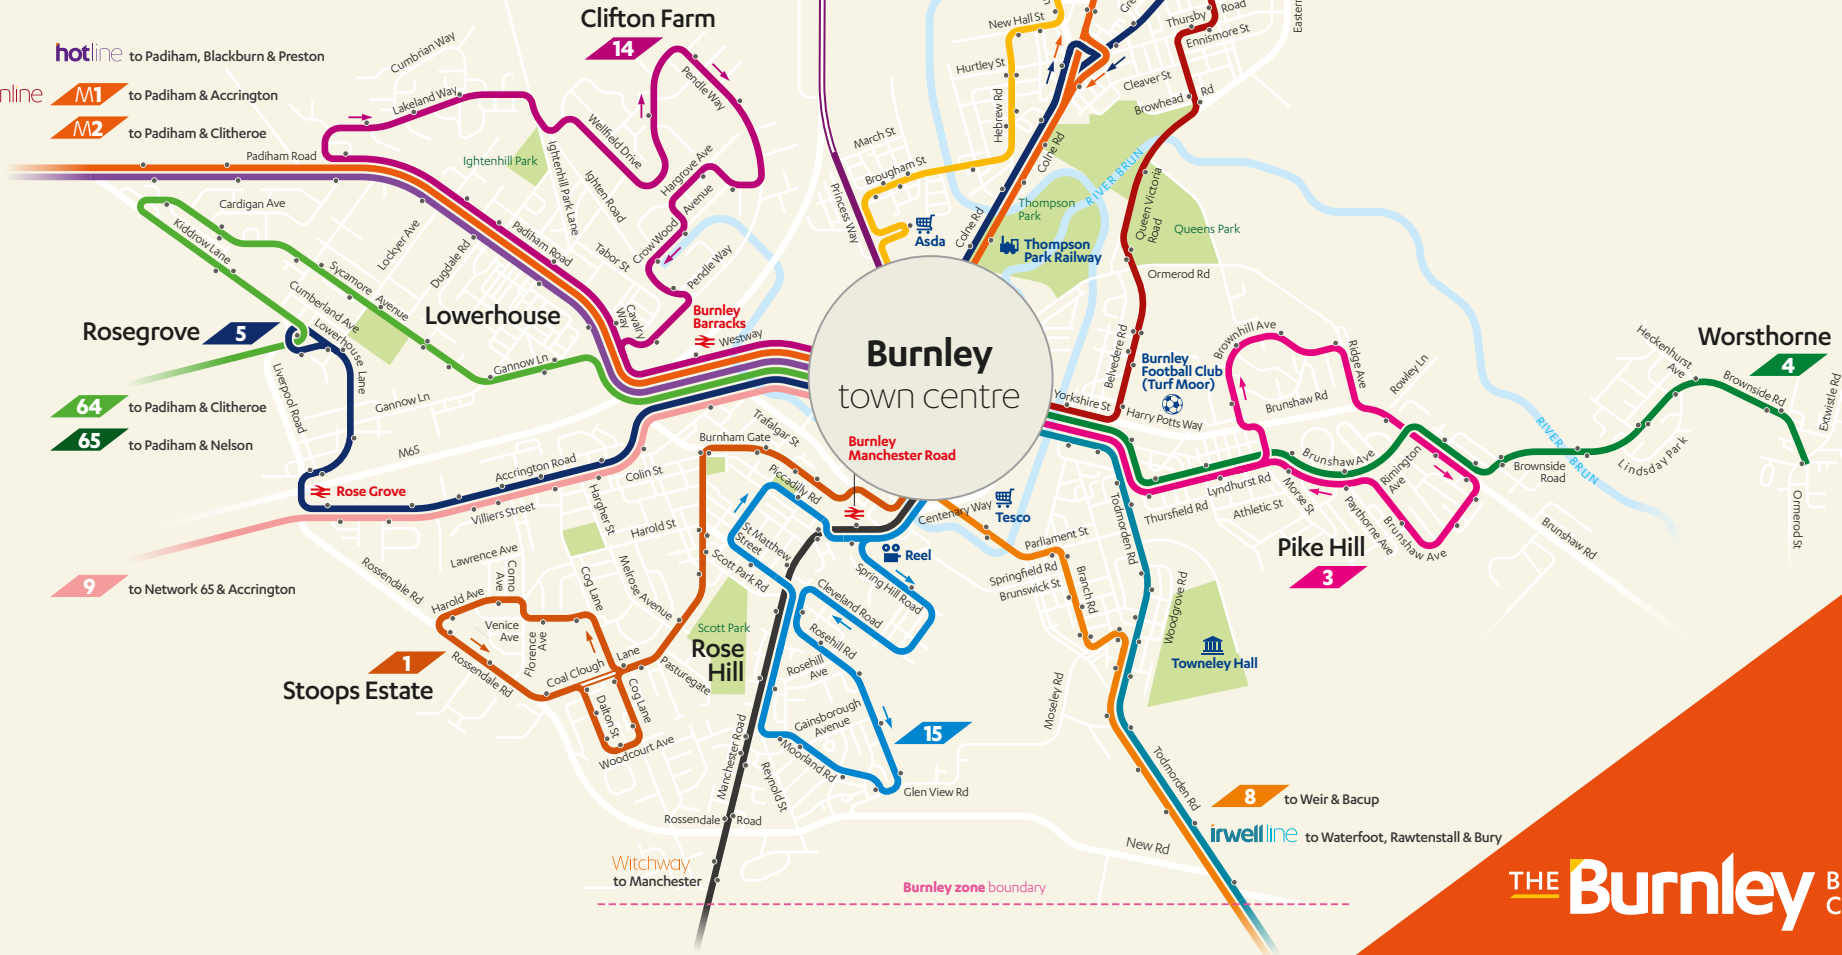 Clifton Farm
14
hotline to Padiham, Blackburn & Preston
nline
M1 to Padiham & Accrington
M2 to Padiham & Clitheroe
Cumbrian Way
Lakeland Way
Pendle Way
Wellfield Drive
Padiham Road
Ightenhill Park
Ightenhill Park Lane
Ighten Road
Hargrove Ave
Avenue
Crow Wood
Pendle Way
Tabor St
Padiham Road
Cavalry
Way
Cardigan Ave
Kiddrow Lane
Lockyer Ave
Dugdale Rd
Sycamore Avenue
Cumberland Ave
Lowerhouse Lane
Lowerhouse
Rosegrove 5
Burnley
Barracks
Westway
Gannow Ln
Gannow Ln
Liverpool Road
64 to Padiham & Clitheroe
65 to Padiham & Nelson
M65
Rose Grove
Accrington Road
Villiers Street
Colin St
Hargher St
Harold St
9 to Network 65 & Accrington
New Hall St
Hurtley St
Hebrew Rd
March St
Brougham St
Princess Way
Asda
Colne Rd
Colne Rd
Thursby
Road
Ennismore St
Eastern
Cleaver St
Browhead Rd
RIVER BRUN
Thompson
Park
Thompson
Park Railway
Queen Victoria
Road
Queens Park
Ormerod Rd
Burnley
town centre
Burnley
Manchester Road
Belvedere Rd
Burnley
Football Club
(Turf Moor)
Yorkshire St
Harry Potts Way
Brownhill Ave
Ridge Ave
Rowley Ln
Brunshaw Rd
Brunshaw Ave
Rimington
Ave
Lyndhurst Rd
Thursfield Rd
Athletic St
Morse St
Paythorne Ave
Brunshaw Ave
Pike Hill
3
Heckenhurst
Ave
Worsthorne
4
Brownside Rd
Extwistle Rd
RIVER BRUN
Lindsday Park
Brownside
Road
Ormerod St
Brunshaw Rd
Trafalgar St
Burnham Gate
Piccadilly Rd
St Matthew
Street
Scott Park Rd
Centenary Way
Tesco
Reel
Spring Hill Road
Cleveland Road
Rosehill Rd
Rosehill
Ave
Gainsborough
Avenue
15
Moorland Rd
Glen View Rd
Reynold St
Manchester Road
Scott Park
Rose
Hill
Rossendale Rd
Lawrence Ave
Como
Ave
Harold Ave
Venice
Ave
Florence
Ave
Cog Lane
Melrose Avenue
1
Stoops Estate
Rossendale Rd
Coal Clough Lane
Pasturegate
Dalton St
Cog Lane
Woodcourt Ave
Rossendale Road
Witchway
to Manchester
Parliament St
Springfield Rd
Brunswick St
Branch Rd
Todmorden Rd
Woodgrove Rd
Towneley Hall
Moseley Rd
Todmorden Rd
8 to Weir & Bacup
irwell line to Waterfoot, Rawtenstall & Bury
New Rd
Burnley zone boundary
THE Burnley